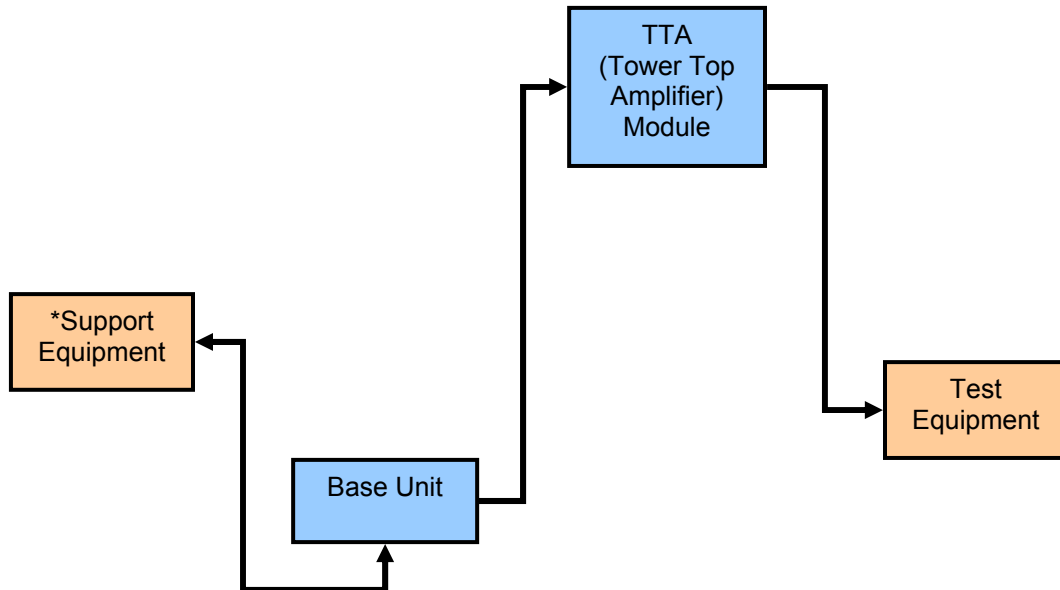 TTA
(Tower Top
Amplifier)
Module
*Support
Equipment
Test
Equipment
Base Unit